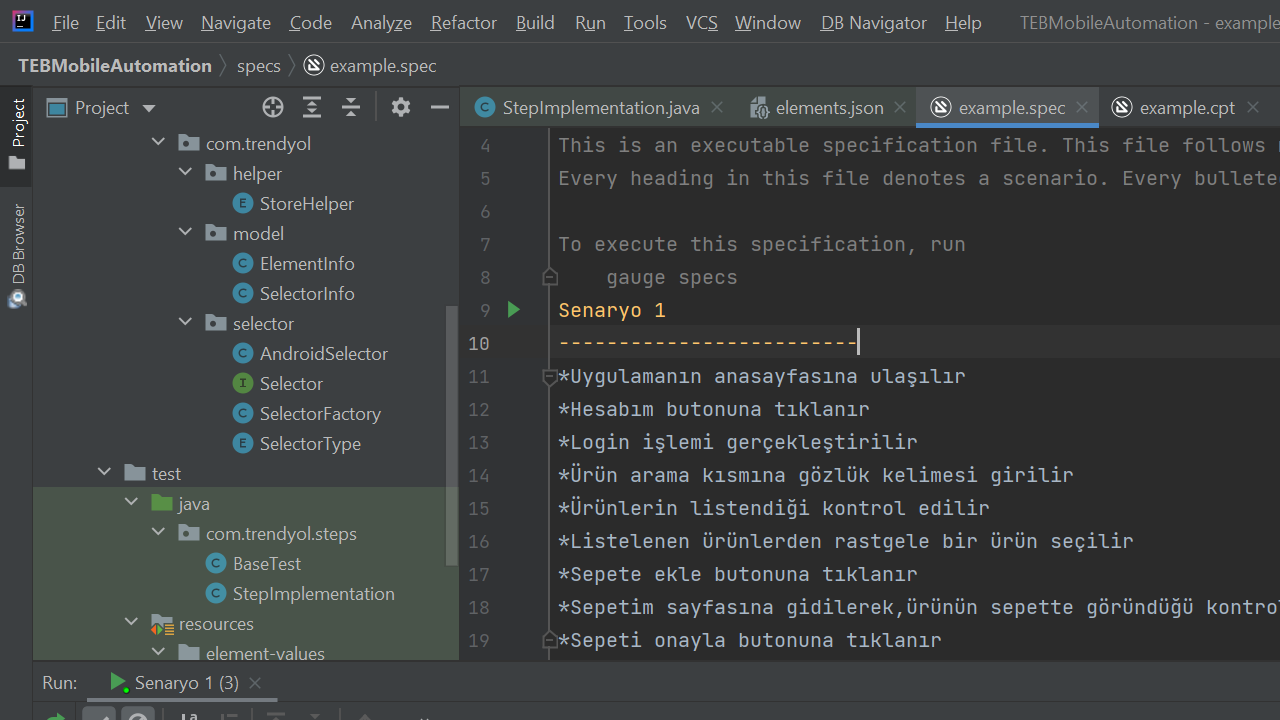 File Edit View Navigate Code Analyze Refactor Build Run Tools VCS Window DB Navigator Help TEBMobileAutomation - example
TEBMobileAutomation specs example.spec
Project
DB Browser
Project
com.trendyol
helper
StoreHelper
model
ElementInfo
SelectorInfo
selector
AndroidSelector
Selector
SelectorFactory
SelectorType
test
java
com.trendyol.steps
BaseTest
StepImplementation
resources
element-values
StepImplementation.java elements.json example.spec example.cpt
4 This is an executable specification file. This file follows
5 Every heading in this file denotes a scenario. Every bullete
6
7 To execute this specification, run
8 gauge specs
9 Senaryo 1
10 -------------------------
11 *Uygulamanın anasayfasına ulaşılır
12 *Hesabım butonuna tıklanır
13 *Login işlemi gerçekleştirilir
14 *Ürün arama kısmına gözlük kelimesi girilir
15 *Ürünlerin listendiği kontrol edilir
16 *Listelenen ürünlerden rastgele bir ürün seçilir
17 *Sepete ekle butonuna tıklanır
18 *Sepetim sayfasına gidilerek,ürünün sepette göründüğü kontrol
19 *Sepeti onayla butonuna tıklanır
Run: Senaryo 1 (3)